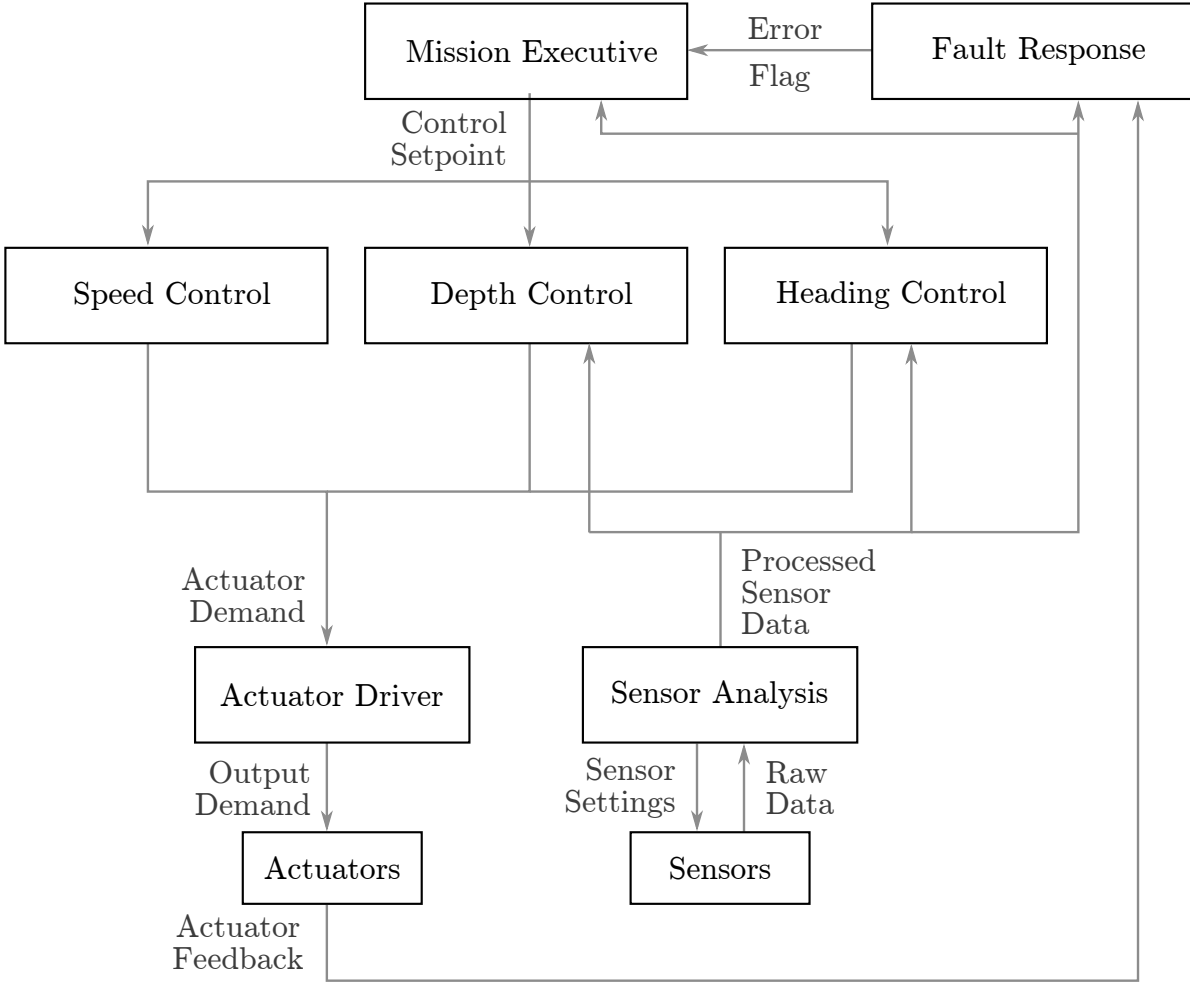 Mission Executive
Error
Flag
Fault Response
Control
Setpoint
Speed Control
Depth Control
Heading Control
Actuator
Demand
Processed
Sensor
Data
Actuator Driver
Sensor Analysis
Output
Demand
Sensor
Settings
Raw
Data
Actuators
Sensors
Actuator
Feedback